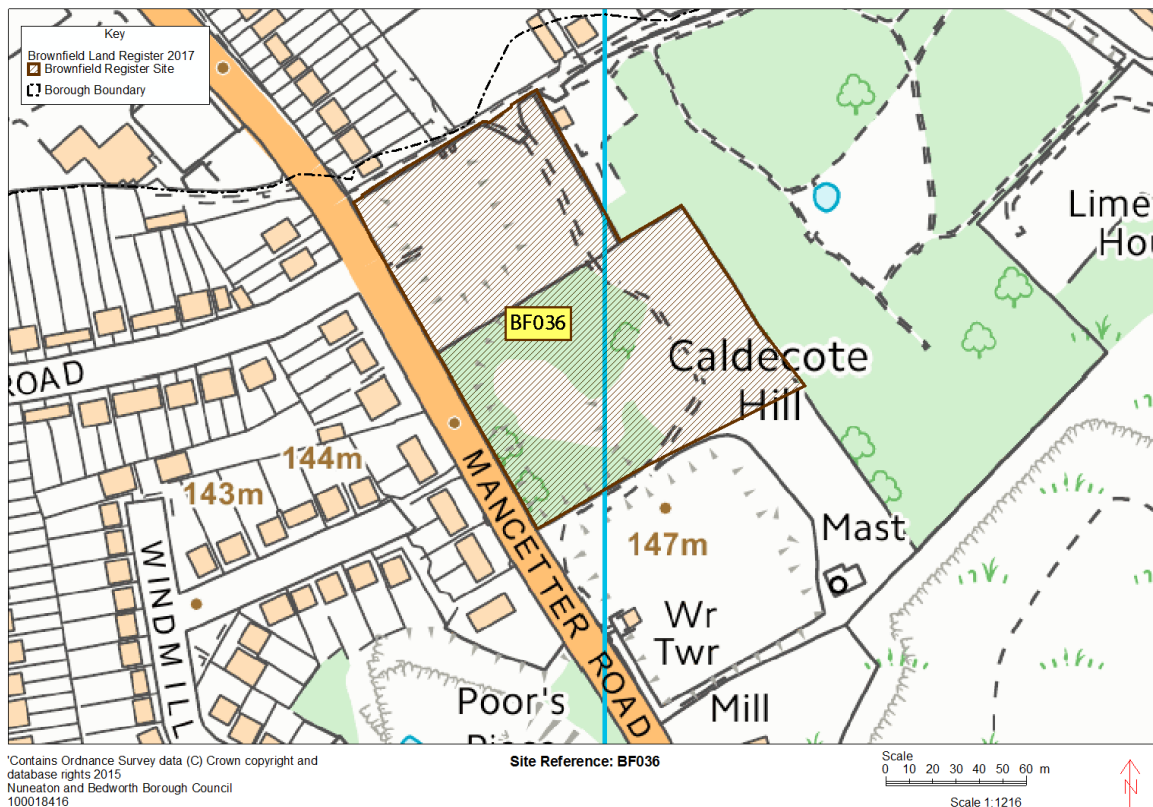 Key
Brownfield Land Register 2017
Brownfield Register Site
Borough Boundary
BF036
Lime
Hou
Caldecote
Hill
ROAD
144m
143m
MANCETTER ROAD
WINDMILL
147m
Mast
Wr
Twr
Poor's
Mill
'Contains Ordnance Survey data (C) Crown copyright and
database rights 2015
Nuneaton and Bedworth Borough Council
100018416
Site Reference: BF036
Scale
0 10 20 30 40 50 60 m
Scale 1:1216
N